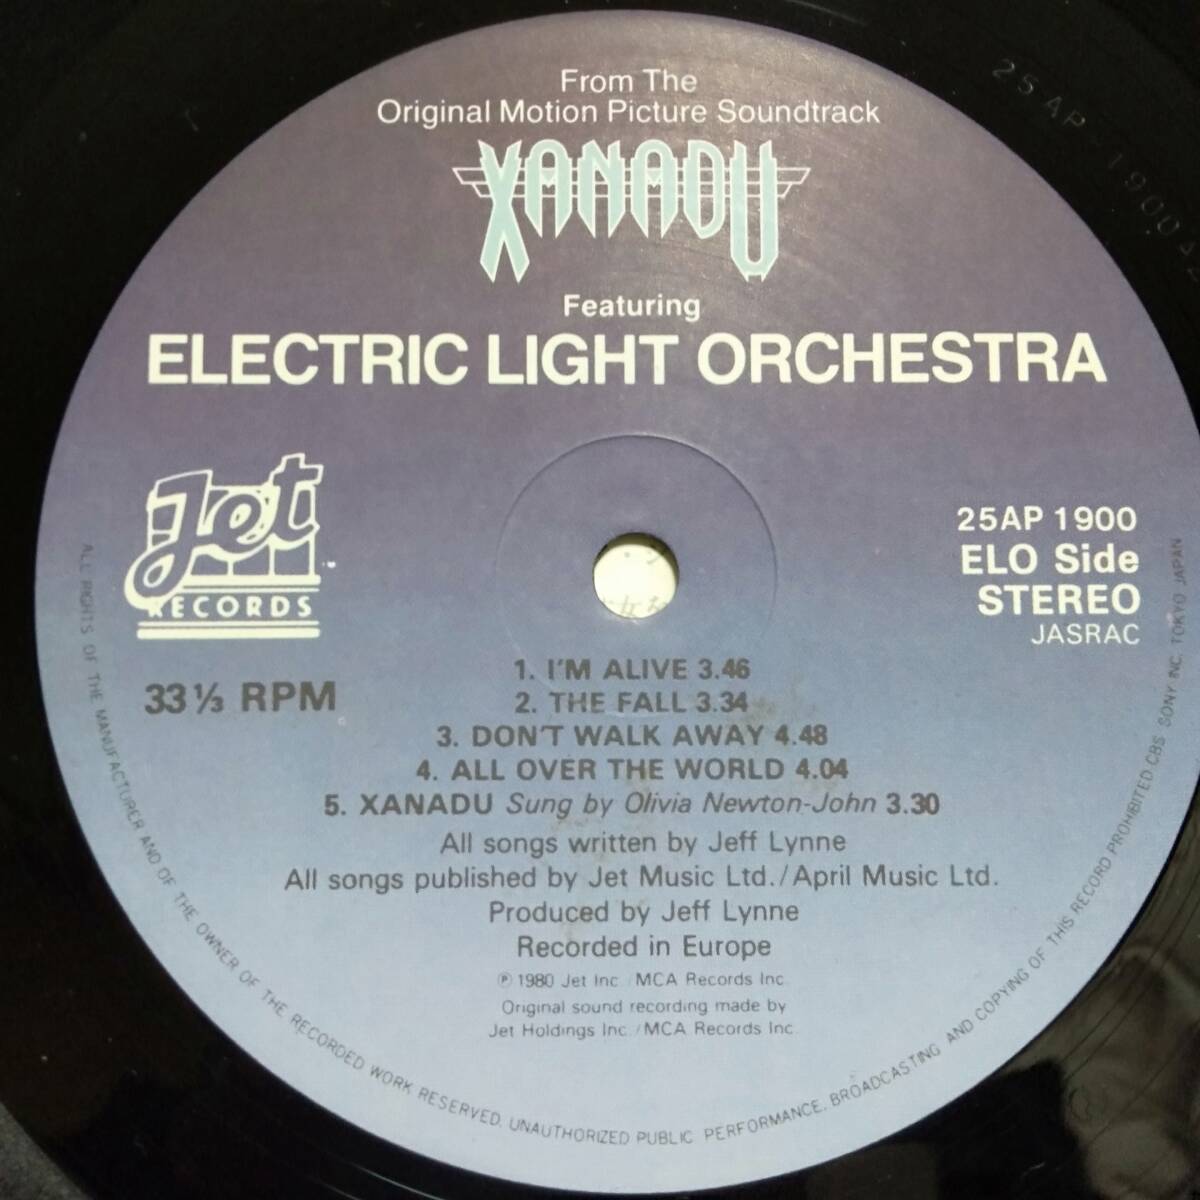 From The
Original Motion Picture Soundtrack
XANADU
Featuring
ELECTRIC LIGHT ORCHESTRA
Jet
RECORDS
33 ⅓ RPM
25AP 1900
ELO Side
STEREO
JASRAC
1. I'M ALIVE 3.46
2. THE FALL 3.34
3. DON'T WALK AWAY 4.48
4. ALL OVER THE WORLD 4.04
5. XANADU Sung by Olivia Newton-John 3.30
All songs written by Jeff Lynne
All songs published by Jet Music Ltd./April Music Ltd.
Produced by Jeff Lynne
Recorded in Europe
℗ 1980 Jet Inc./MCA Records Inc.
Original sound recording made by
Jet Holdings Inc./MCA Records Inc.
ALL RIGHTS OF THE MANUFACTURER AND OF THE OWNER OF THE RECORDED WORK RESERVED. UNAUTHORIZED PUBLIC PERFORMANCE, BROADCASTING AND COPYING OF THIS RECORD PROHIBITED CBS SONY INC. TOKYO JAPAN
25AP 1900